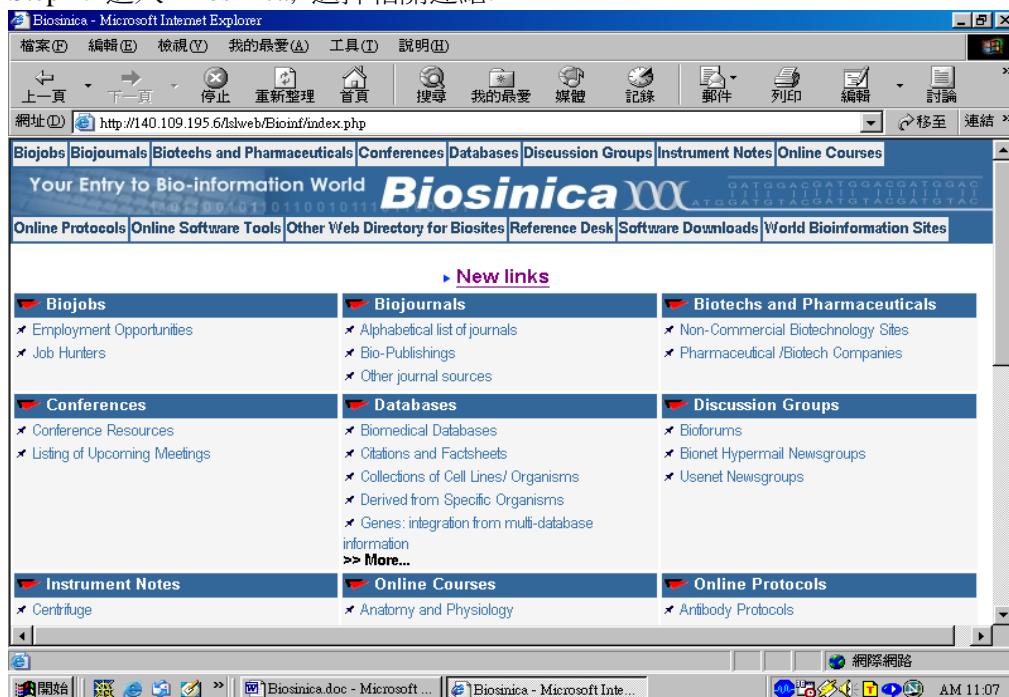 Biosinica - Microsoft Internet Explorer
檔案(F) 編輯(E) 檢視(V) 我的最愛(A) 工具(T) 說明(H)
上一頁 下一頁 停止 重新整理 首頁 搜尋 我的最愛 媒體 記錄 郵件 列印 編輯 討論 »
網址(D) http://140.109.195.6/lslweb/Bioinf/index.php 移至 連結 »
Biojobs Biojournals Biotechs and Pharmaceuticals Conferences Databases Discussion Groups Instrument Notes Online Courses
Your Entry to Bio-information World Biosinica
Online Protocols Online Software Tools Other Web Directory for Biosites Reference Desk Software Downloads World Bioinformation Sites
New links
Biojobs Biojournals Biotechs and Pharmaceuticals
Employment Opportunities Alphabetical list of journals Non-Commercial Biotechnology Sites
Job Hunters Bio-Publishings Pharmaceutical /Biotech Companies
Other journal sources
Conferences Databases Discussion Groups
Conference Resources Biomedical Databases Bioforums
Listing of Upcoming Meetings Citations and Factsheets Bionet Hypermail Newsgroups
Collections of Cell Lines/ Organisms Usenet Newsgroups
Derived from Specific Organisms
Genes: integration from multi-database
information
>> More...
Instrument Notes Online Courses Online Protocols
Centrifuge Anatomy and Physiology Antibody Protocols
網際網路
開始 » Biosinica.doc - Microsoft ... Biosinica - Microsoft Inte... AM 11:07